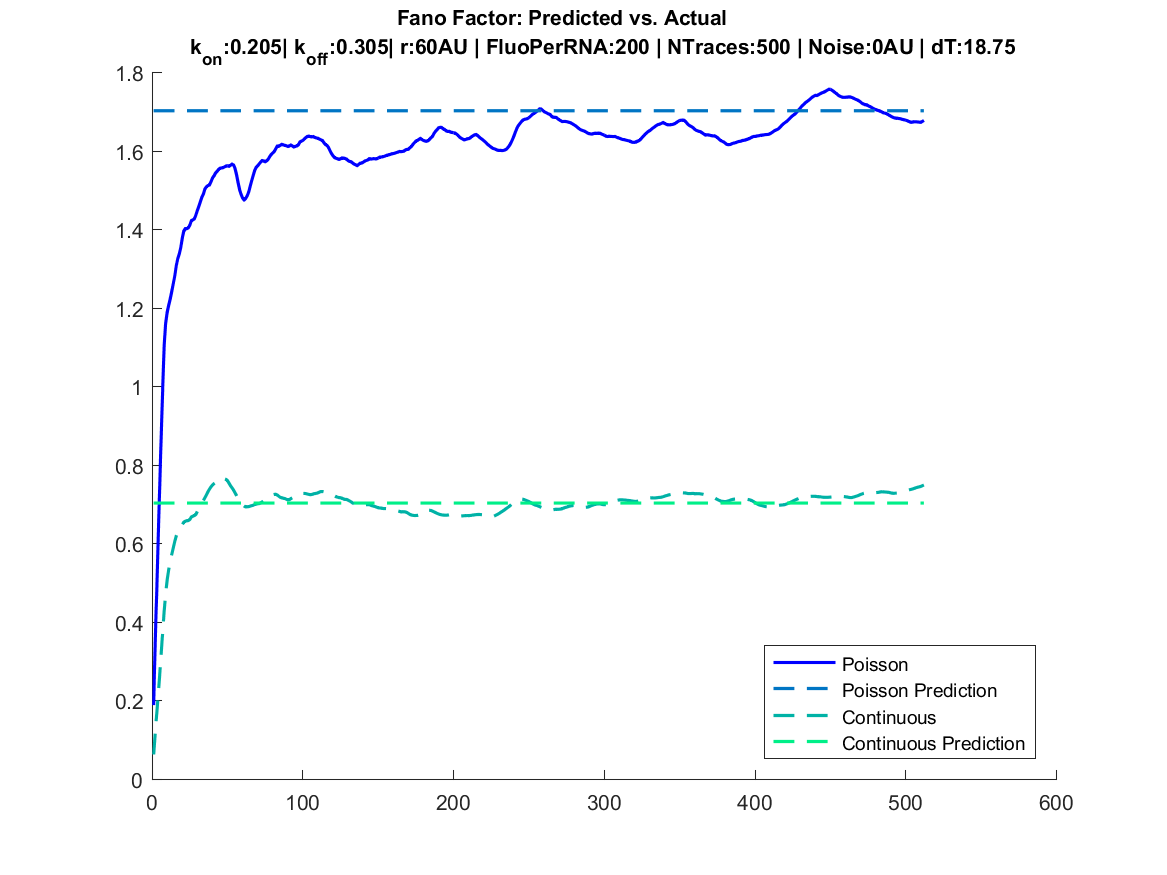 Fano Factor: Predicted vs. Actual
kon:0.205| koff:0.305| r:60AU | FluoPerRNA:200 | NTraces:500 | Noise:0AU | dT:18.75
1.8
1.6
1.4
1.2
1
0.8
0.6
0.4
0.2
0
0 100 200 300 400 500 600
Poisson
Poisson Prediction
Continuous
Continuous Prediction